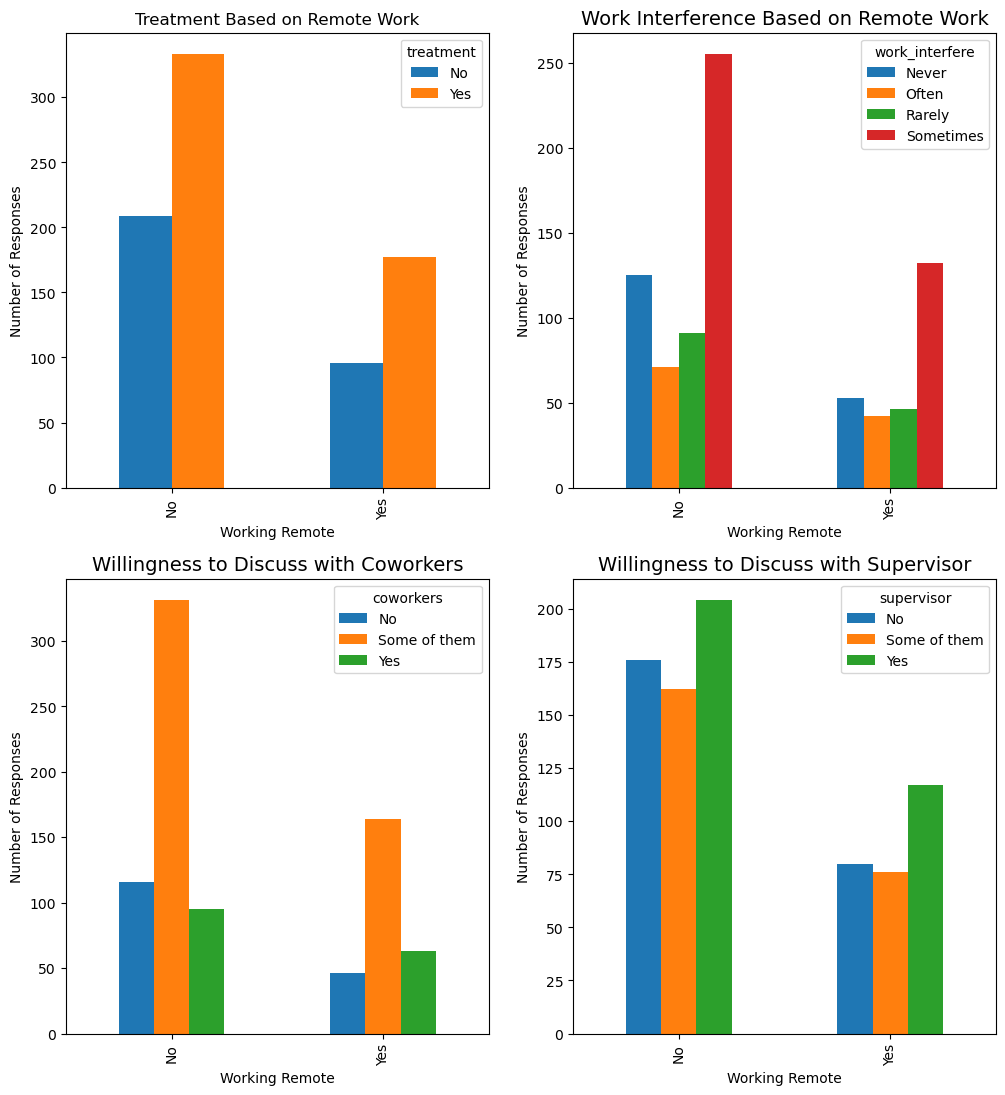 Treatment Based on Remote Work
treatment
No
Yes
Number of Responses
300
250
200
150
100
50
0
No
Yes
Working Remote
Work Interference Based on Remote Work
work_interfere
Never
Often
Rarely
Sometimes
Number of Responses
250
200
150
100
50
0
No
Yes
Working Remote
Willingness to Discuss with Coworkers
coworkers
No
Some of them
Yes
Number of Responses
300
250
200
150
100
50
0
No
Yes
Working Remote
Willingness to Discuss with Supervisor
supervisor
No
Some of them
Yes
Number of Responses
200
175
150
125
100
75
50
25
0
No
Yes
Working Remote